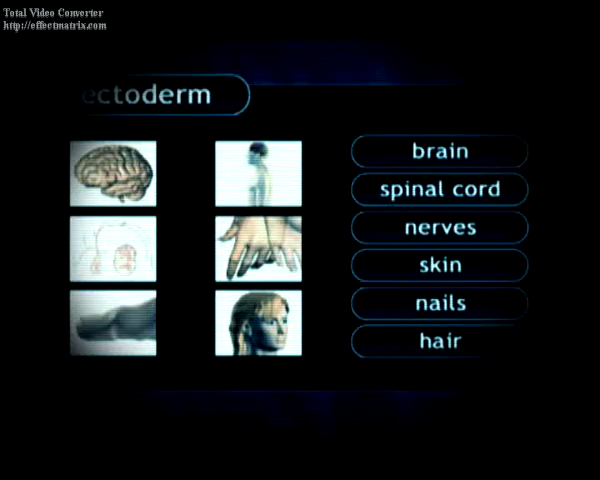 Total Video Converter
http://effectmatrix.com
ectoderm
brain
spinal cord
nerves
skin
nails
hair